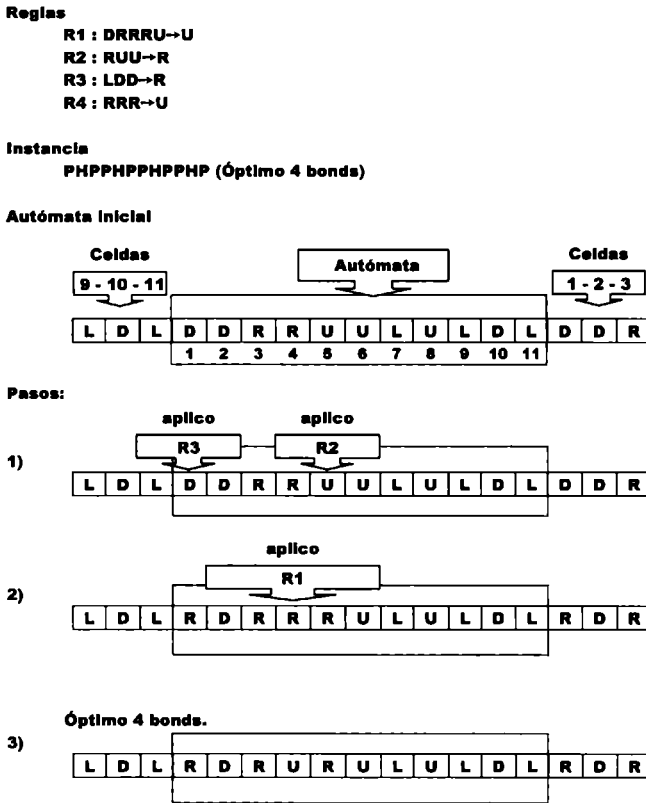 Reglas
R1 : DRRRU→U
R2 : RUU→R
R3 : LDD→R
R4 : RRR→U
Instancia
PHPPHPPHPPHP (Óptimo 4 bonds)
Autómata inicial
Celdas Autómata Celdas
9 - 10 - 11 1 - 2 - 3
L D L D D R R U U L U L D L D D R
1 2 3 4 5 6 7 8 9 10 11
Pasos:
aplico aplico
R3 R2
1)
L D L D D R R U U L U L D L D D R
aplico
R1
2)
L D L R D R R R U L U L D L R D R
Óptimo 4 bonds.
3)
L D L R D R U R U L U L D L R D R